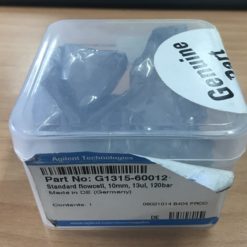 Genuine
Part
Agilent Technologies
Part No: G1315-60012
Standard flowcell, 10mm, 13ul, 120bar
Made in DE (Germany)
Contents: 1
DE